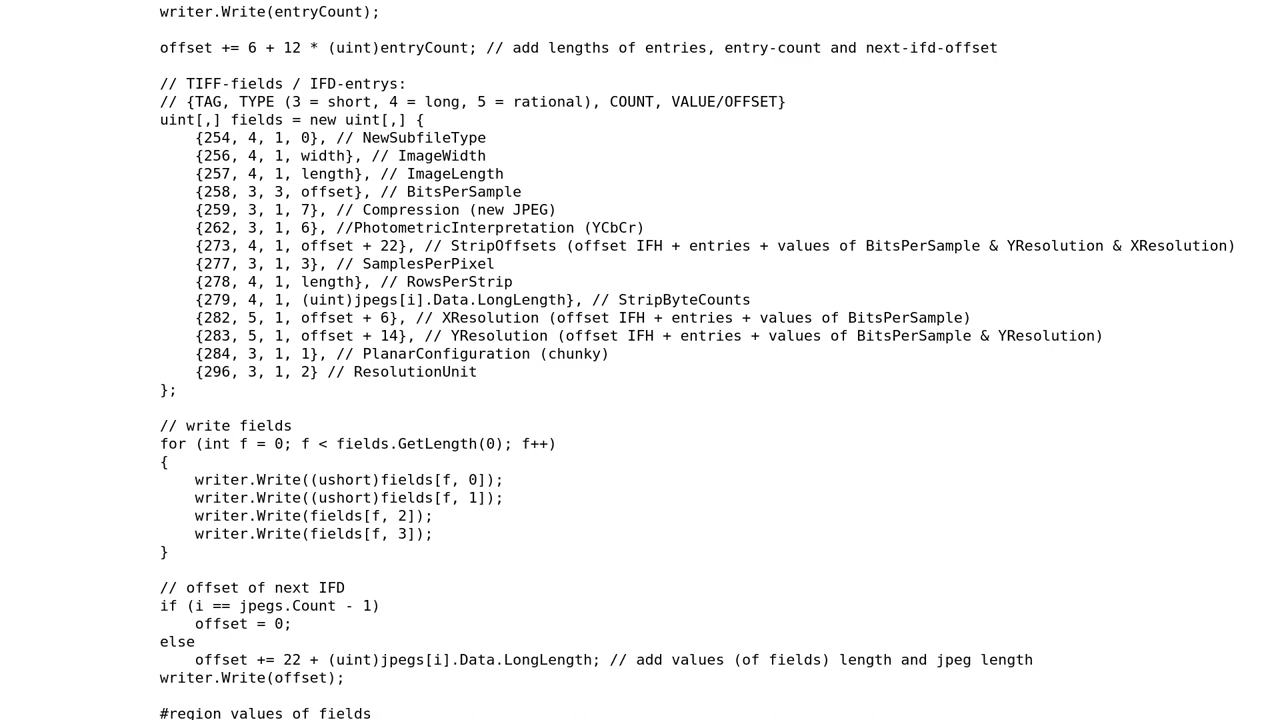 writer.Write(entryCount);
offset += 6 + 12 * (uint)entryCount; // add lengths of entries, entry-count and next-ifd-offset
// TIFF-fields / IFD-entrys:
// {TAG, TYPE (3 = short, 4 = long, 5 = rational), COUNT, VALUE/OFFSET}
uint[,] fields = new uint[,] {
{254, 4, 1, 0}, // NewSubfileType
{256, 4, 1, width}, // ImageWidth
{257, 4, 1, length}, // ImageLength
{258, 3, 3, offset}, // BitsPerSample
{259, 3, 1, 7}, // Compression (new JPEG)
{262, 3, 1, 6}, //PhotometricInterpretation (YCbCr)
{273, 4, 1, offset + 22}, // StripOffsets (offset IFH + entries + values of BitsPerSample & YResolution & XResolution)
{277, 3, 1, 3}, // SamplesPerPixel
{278, 4, 1, length}, // RowsPerStrip
{279, 4, 1, (uint)jpegs[i].Data.LongLength}, // StripByteCounts
{282, 5, 1, offset + 6}, // XResolution (offset IFH + entries + values of BitsPerSample)
{283, 5, 1, offset + 14}, // YResolution (offset IFH + entries + values of BitsPerSample & YResolution)
{284, 3, 1, 1}, // PlanarConfiguration (chunky)
{296, 3, 1, 2} // ResolutionUnit
};
// write fields
for (int f = 0; f < fields.GetLength(0); f++)
{
writer.Write((ushort)fields[f, 0]);
writer.Write((ushort)fields[f, 1]);
writer.Write(fields[f, 2]);
writer.Write(fields[f, 3]);
}
// offset of next IFD
if (i == jpegs.Count - 1)
offset = 0;
else
offset += 22 + (uint)jpegs[i].Data.LongLength; // add values (of fields) length and jpeg length
writer.Write(offset);
#region values of fields